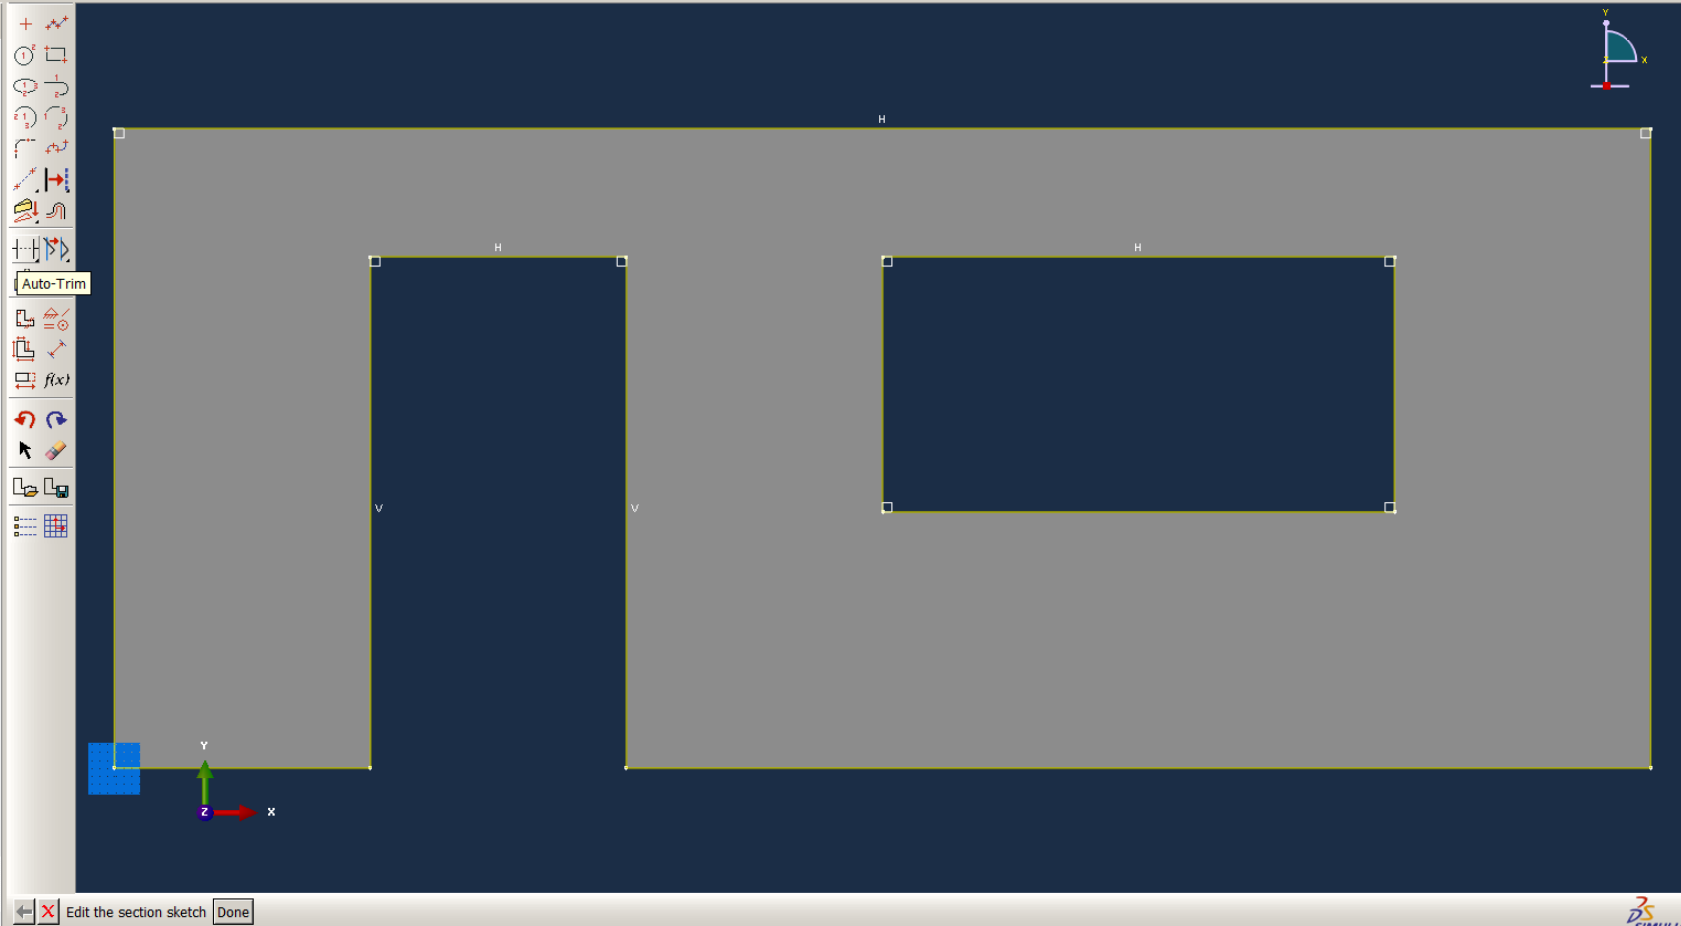 Y
X
Z
H
H
H
Auto-Trim
f(x)
V
V
Y
Z
X
Edit the section sketch
Done